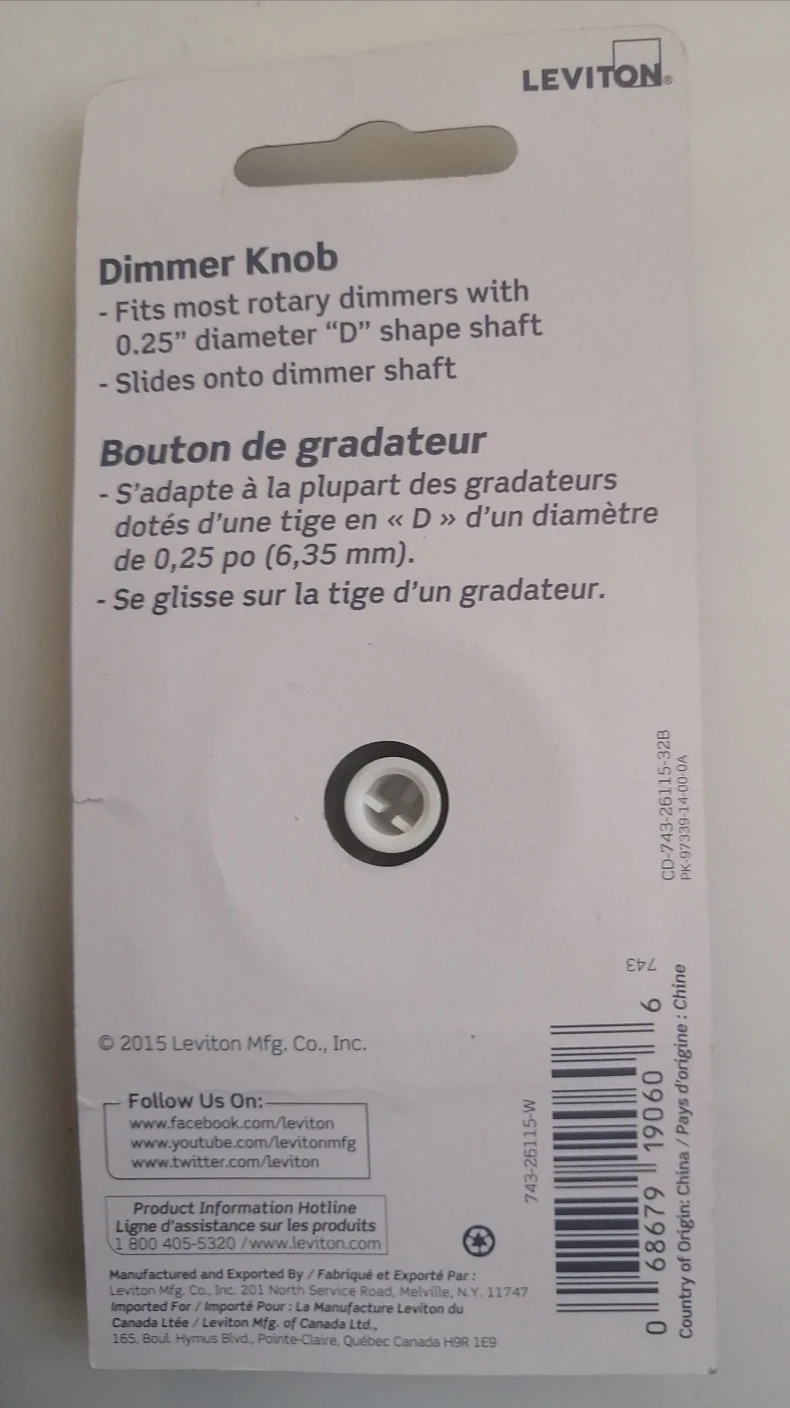 LEVITON®
Dimmer Knob
- Fits most rotary dimmers with
0.25” diameter “D” shape shaft
- Slides onto dimmer shaft
Bouton de gradateur
- S’adapte à la plupart des gradateurs
dotés d’une tige en « D » d’un diamètre
de 0,25 po (6,35 mm).
- Se glisse sur la tige d’un gradateur.
CD-743-26115-32B
PK-97339-14-00-0A
© 2015 Leviton Mfg. Co., Inc.
Follow Us On:
www.facebook.com/leviton
www.youtube.com/levitonmfg
www.twitter.com/leviton
Product Information Hotline
Ligne d’assistance sur les produits
1 800 405-5320 / www.leviton.com
Manufactured and Exported By / Fabriqué et Exporté Par :
Leviton Mfg. Co., Inc. 201 North Service Road, Melville, N.Y. 11747
Imported For / Importé Pour : La Manufacture Leviton du
Canada Ltée / Leviton Mfg. of Canada Ltd.,
165, Boul. Hymus Blvd., Pointe-Claire, Québec Canada H9R 1E9
743-26115-W
743
0 68679 19060 6
Country of Origin: China / Pays d’origine : Chine